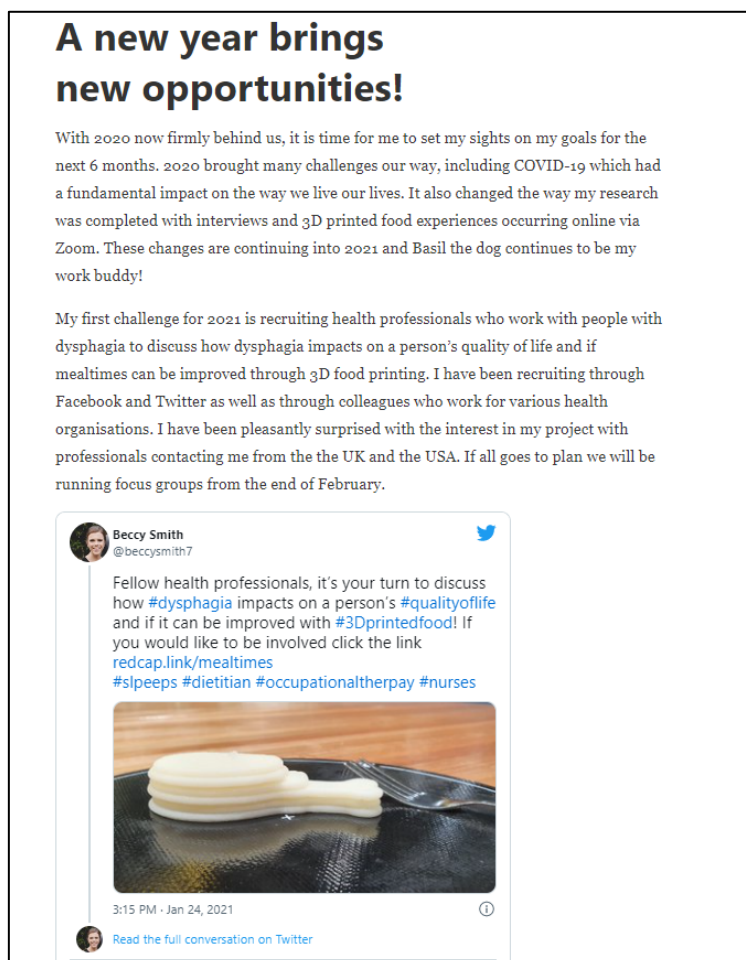 A new year brings
new opportunities!
With 2020 now firmly behind us, it is time for me to set my sights on my goals for the
next 6 months. 2020 brought many challenges our way, including COVID-19 which had
a fundamental impact on the way we live our lives. It also changed the way my research
was completed with interviews and 3D printed food experiences occurring online via
Zoom. These changes are continuing into 2021 and Basil the dog continues to be my
work buddy!
My first challenge for 2021 is recruiting health professionals who work with people with
dysphagia to discuss how dysphagia impacts on a person's quality of life and if
mealtimes can be improved through 3D food printing. I have been recruiting through
Facebook and Twitter as well as through colleagues who work for various health
organisations. I have been pleasantly surprised with the interest in my project with
professionals contacting me from the the UK and the USA. If all goes to plan we will be
running focus groups from the end of February.
Beccy Smith
@beccysmith7
Fellow health professionals, it's your turn to discuss
how #dysphagia impacts on a person's #qualityoflife
and if it can be improved with #3Dprintedfood! If
you would like to be involved click the link
redcap.link/mealtimes
#slpeeps #dietitian #occupationaltherpay #nurses
3:15 PM · Jan 24, 2021
Read the full conversation on Twitter